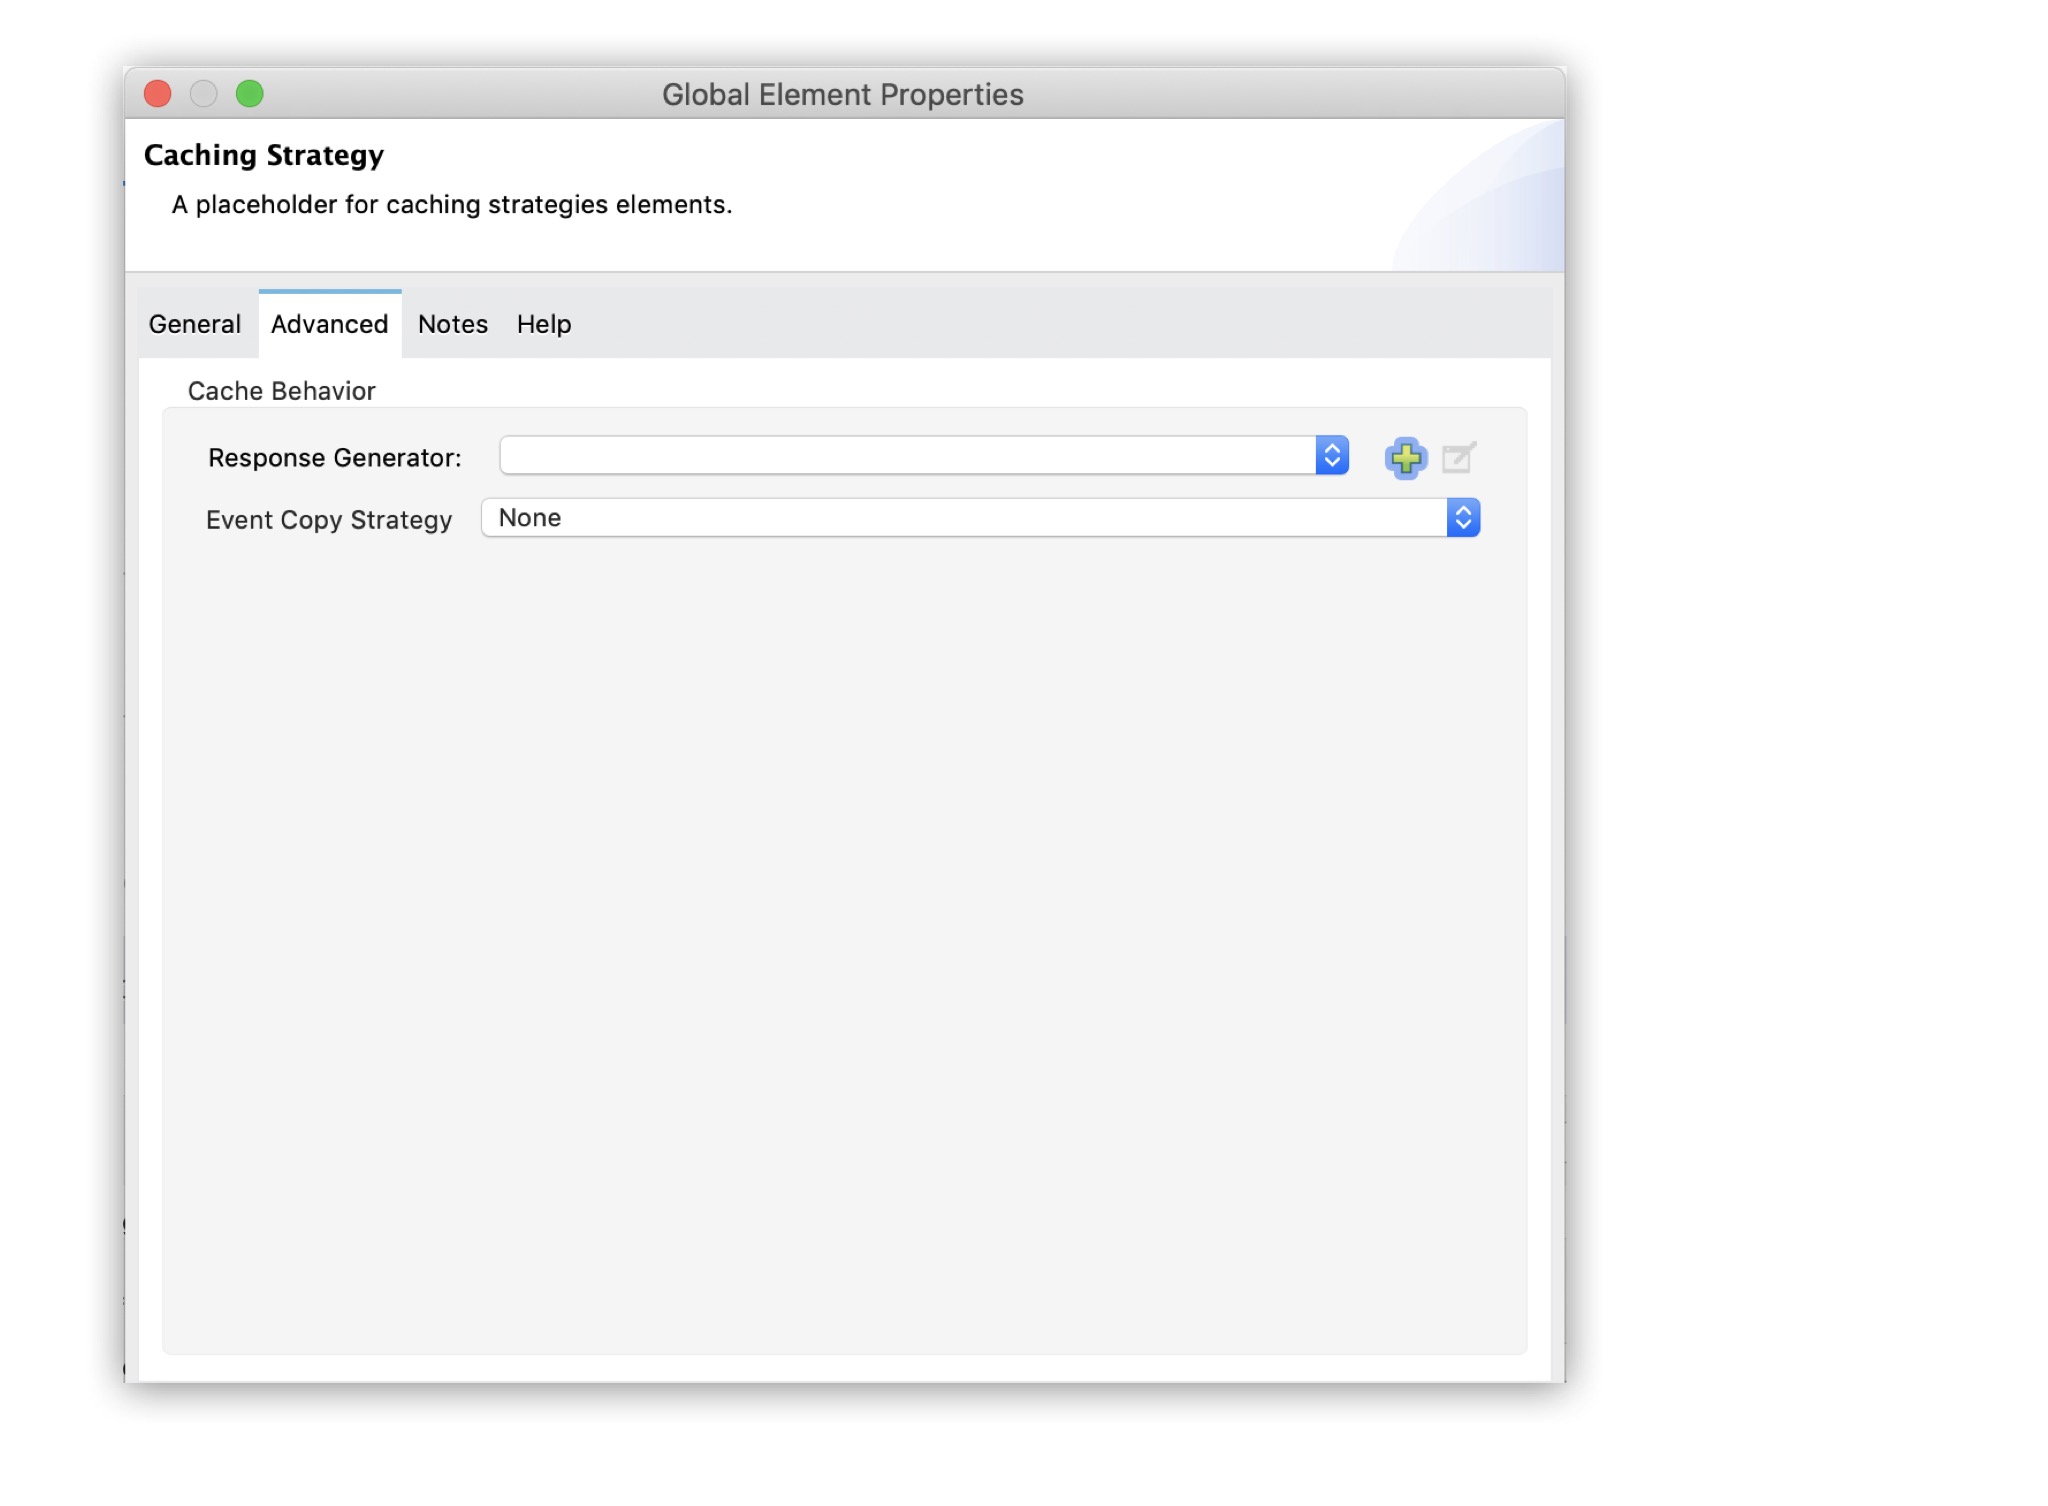 Global Element Properties
Caching Strategy
A placeholder for caching strategies elements.
General Advanced Notes Help
Cache Behavior
Response Generator:
Event Copy Strategy None